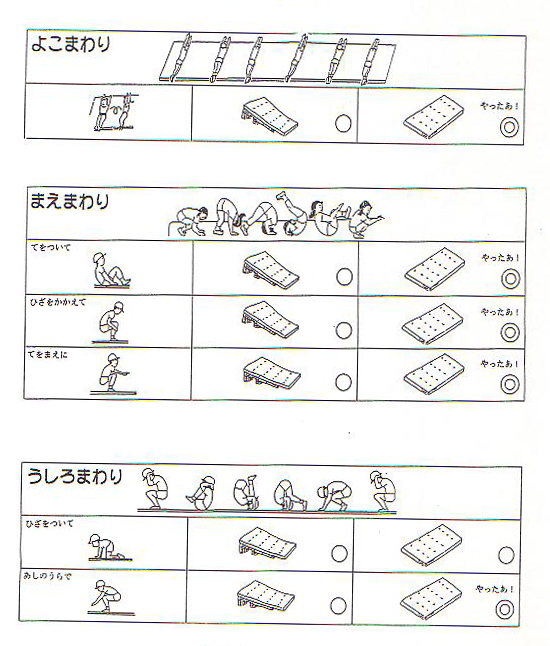 よこまわり
やったあ!
まえまわり
てをついて
やったあ!
ひざをかかえて
やったあ!
てをまえに
やったあ!
うしろまわり
ひざをついて
あしのうらで
やったあ!